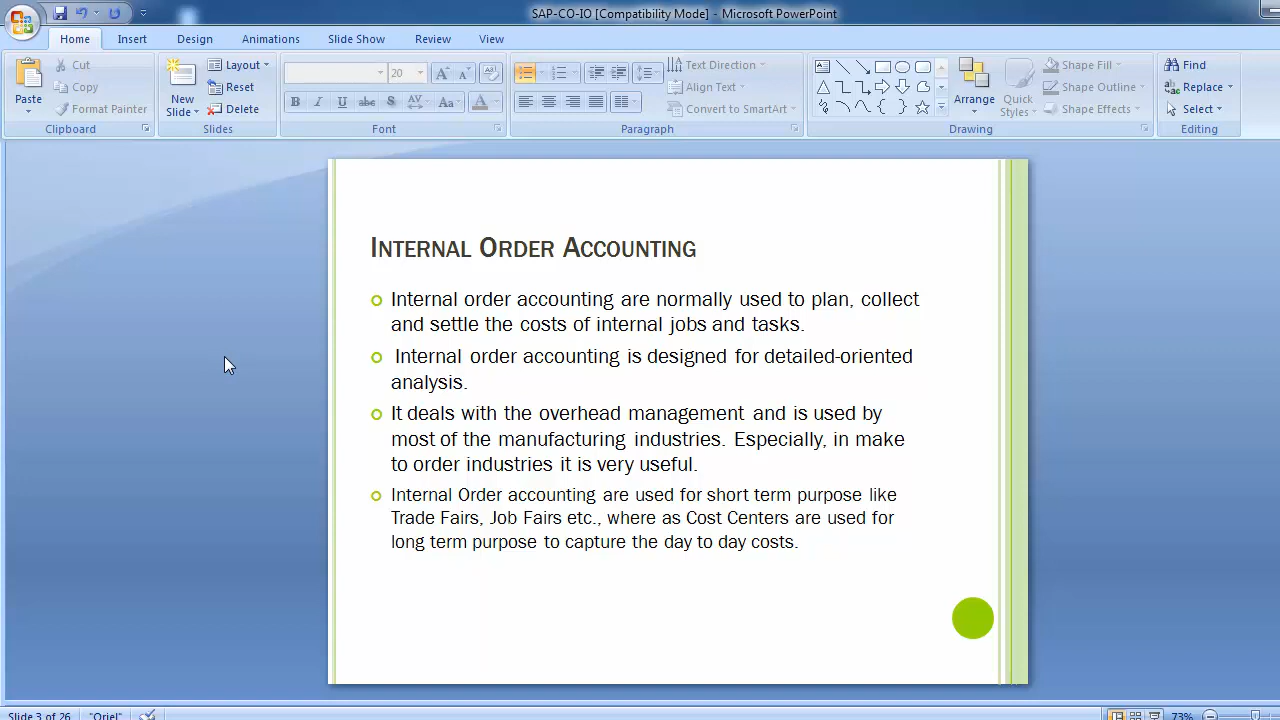 SAP-CO-IO [Compatibility Mode] - Microsoft PowerPoint
Home Insert Design Animations Slide Show Review View
Paste
Cut
Copy
Format Painter
Clipboard
New Slide
Layout
Reset
Delete
Slides
20
Font
Text Direction
Align Text
Convert to SmartArt
Paragraph
Arrange
Quick Styles
Shape Fill
Shape Outline
Shape Effects
Drawing
Find
Replace
Select
Editing
INTERNAL ORDER ACCOUNTING
Internal order accounting are normally used to plan, collect
and settle the costs of internal jobs and tasks.
Internal order accounting is designed for detailed-oriented
analysis.
It deals with the overhead management and is used by
most of the manufacturing industries. Especially, in make
to order industries it is very useful.
Internal Order accounting are used for short term purpose like
Trade Fairs, Job Fairs etc., where as Cost Centers are used for
long term purpose to capture the day to day costs.
Slide 3 of 26 "Oriel" 73%